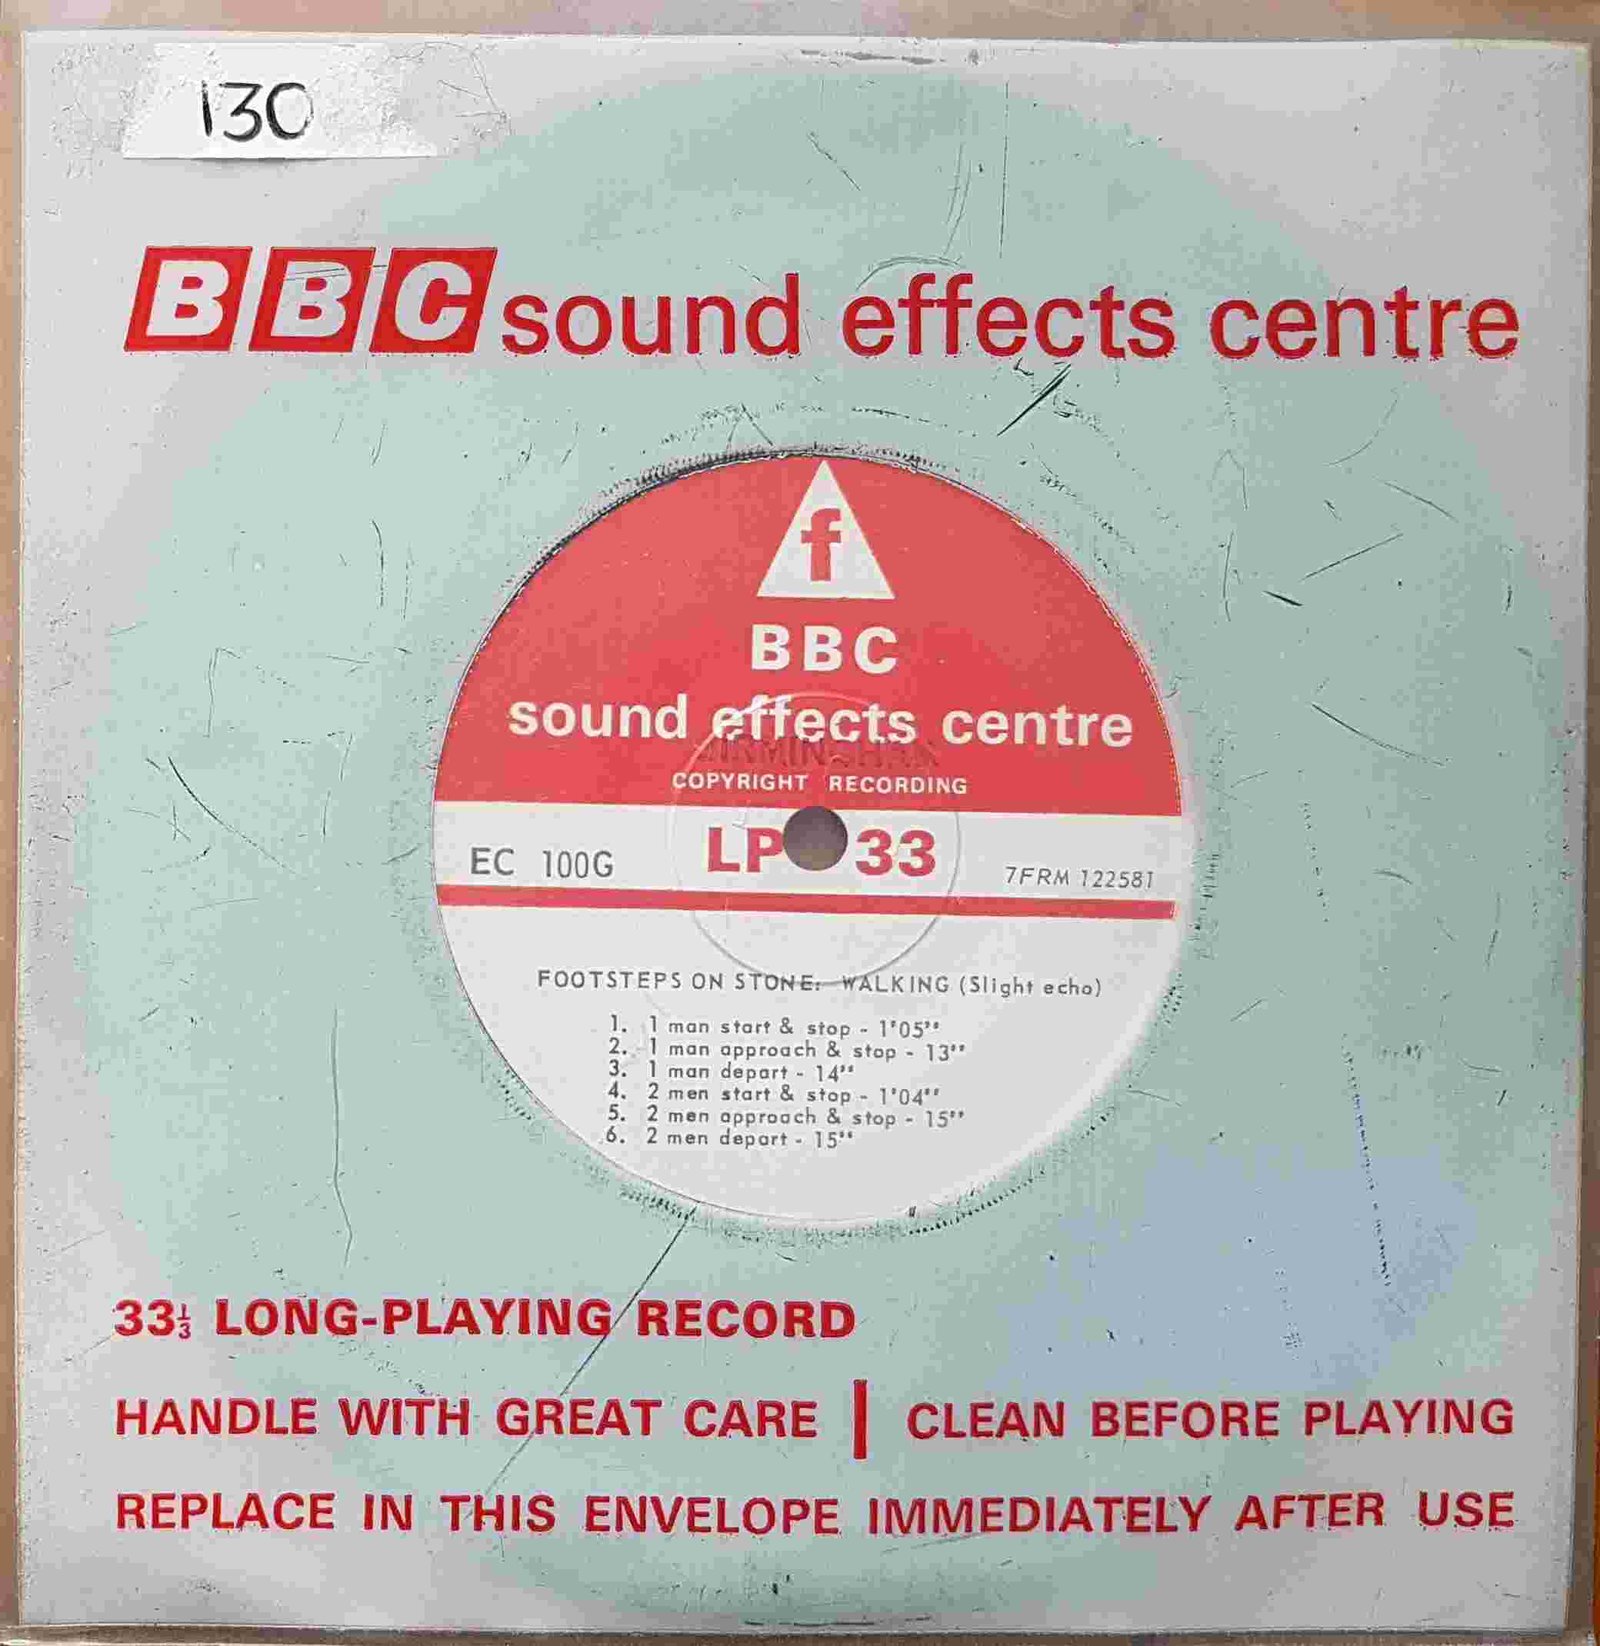 130
BBC sound effects centre
f
BBC
sound effects centre
BIRMINGHAM
COPYRIGHT RECORDING
EC 100G LP 33 7FRM 122581
FOOTSTEPS ON STONE: WALKING (Slight echo)
1. 1 man start & stop - 1'05''
2. 1 man approach & stop - 13''
3. 1 man depart - 14''
4. 2 men start & stop - 1'04''
5. 2 men approach & stop - 15''
6. 2 men depart - 15''
33⅓ LONG-PLAYING RECORD
HANDLE WITH GREAT CARE | CLEAN BEFORE PLAYING
REPLACE IN THIS ENVELOPE IMMEDIATELY AFTER USE